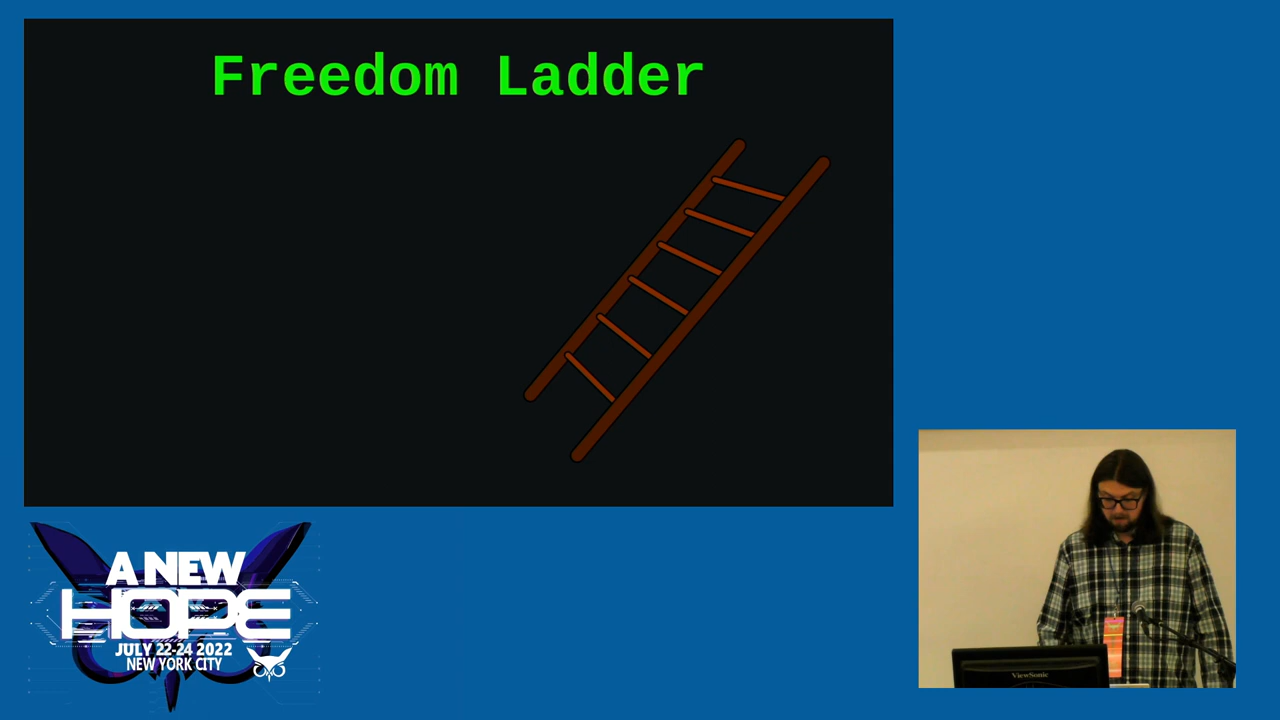 Freedom Ladder
A NEW
HOPE
JULY 22-24 2022
NEW YORK CITY
ViewSonic